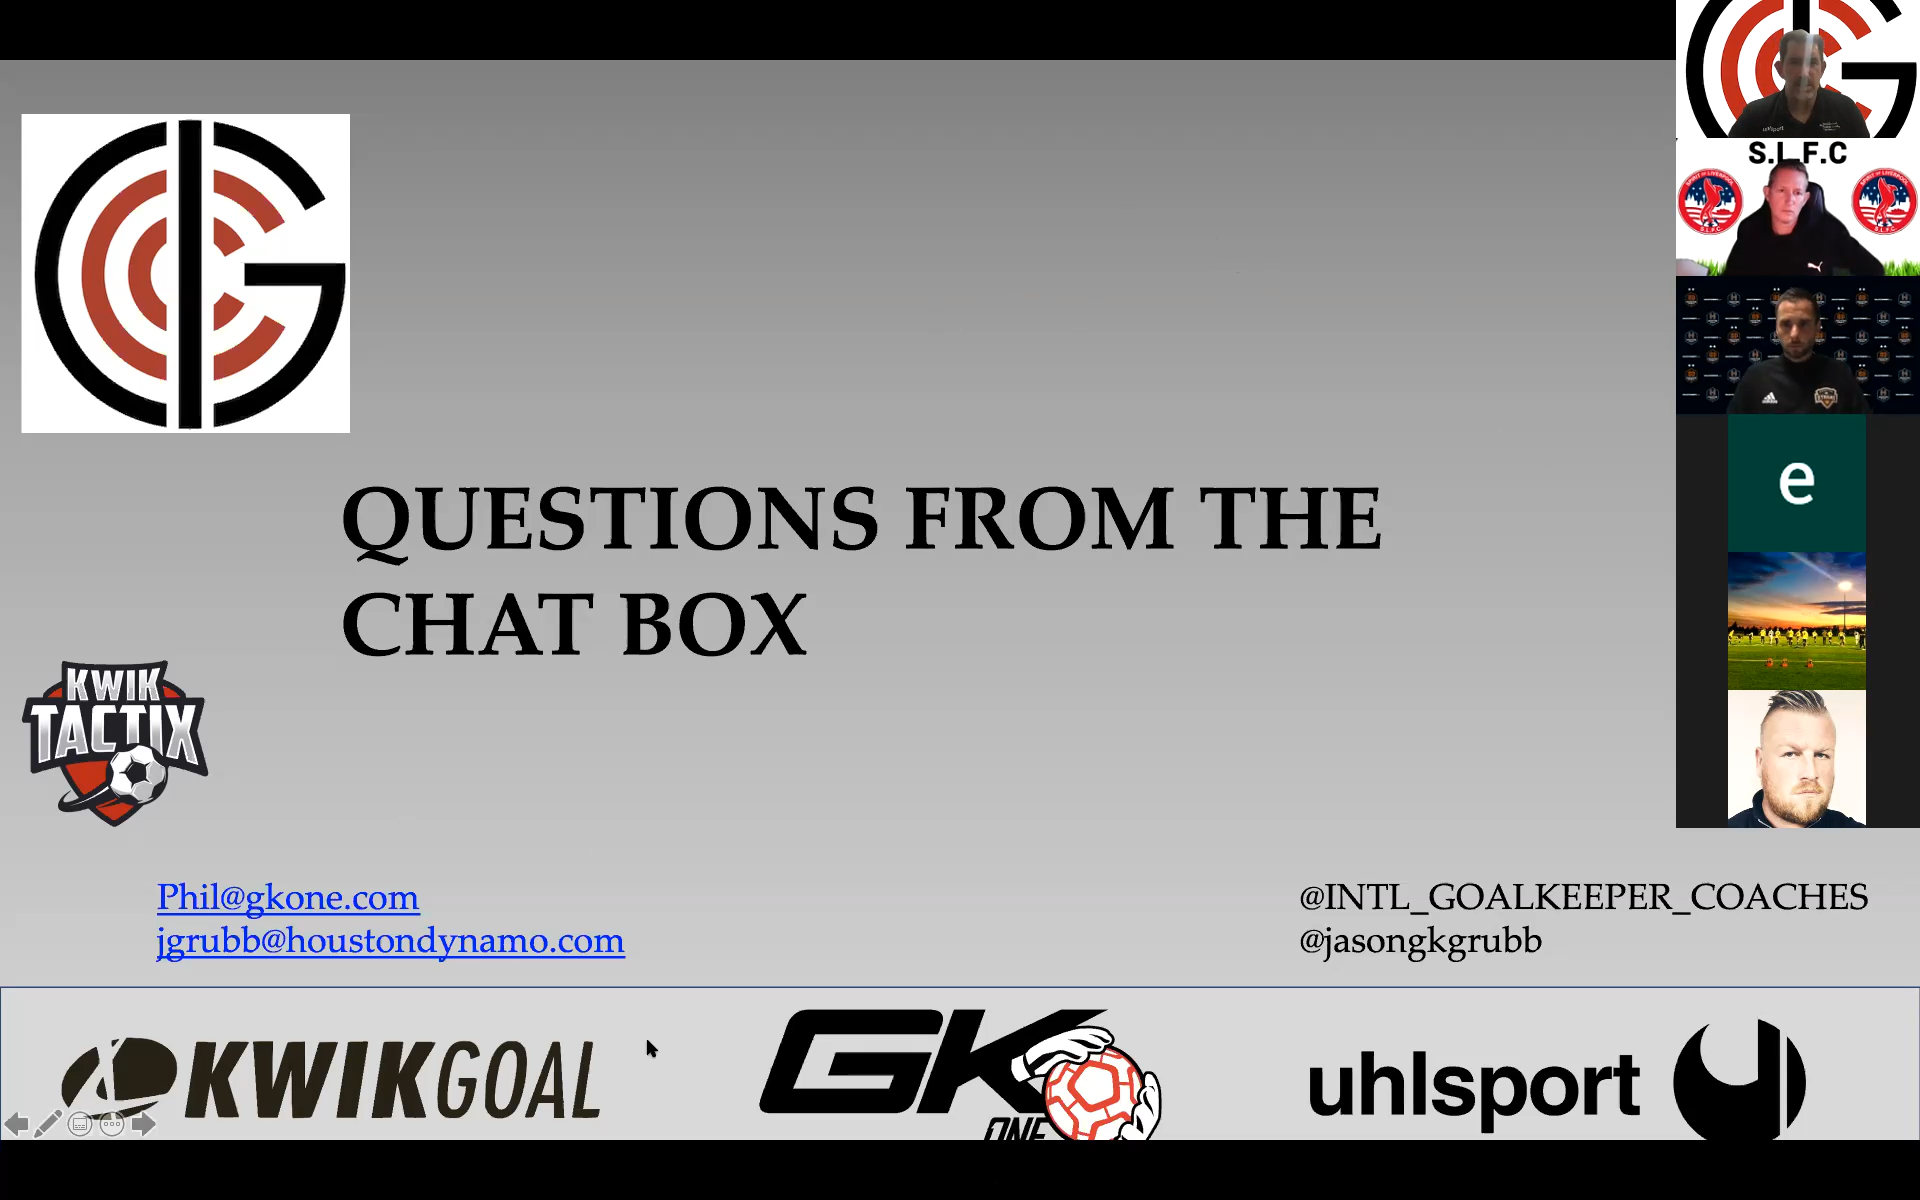 S.L.F.C
uhlsport
e
QUESTIONS FROM THE
CHAT BOX
KWIK
TACTIX
Phil@gkone.com
jgrubb@houstondynamo.com
@INTL_GOALKEEPER_COACHES
@jasongkgrubb
KWIKGOAL
GK
ONE
uhlsport